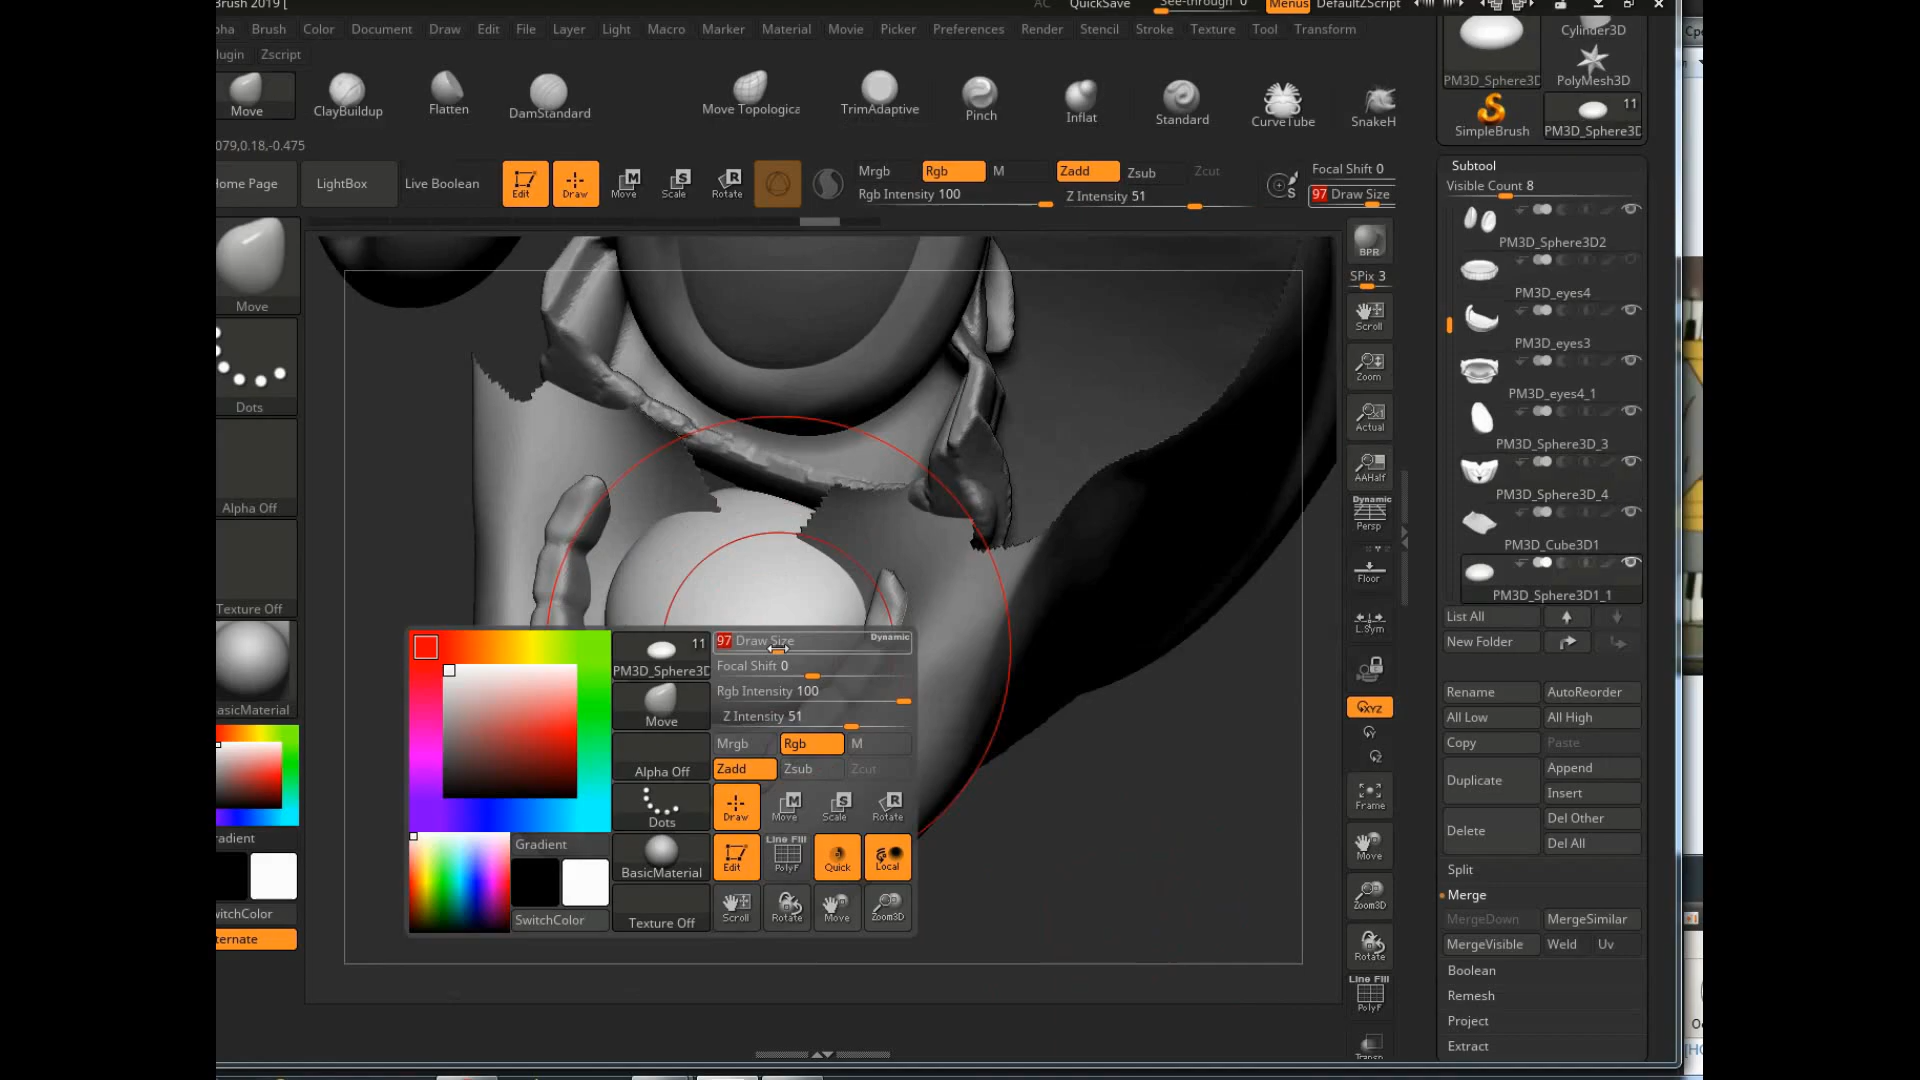 Brush 2019 [
AC
QuickSave
See-through 0
Menus
DefaultZScript
pha
Brush
Color
Document
Draw
Edit
File
Layer
Light
Macro
Marker
Material
Movie
Picker
Preferences
Render
Stencil
Stroke
Texture
Tool
Transform
lugin
Zscript
Move
ClayBuildup
Flatten
DamStandard
Move Topologica
TrimAdaptive
Pinch
Inflat
Standard
CurveTube
SnakeH
079,0.18,-0.475
Home Page
LightBox
Live Boolean
Edit
Draw
Move
Scale
Rotate
Mrgb
Rgb
M
Rgb Intensity 100
Zadd
Zsub
Zcut
Z Intensity 51
Focal Shift 0
97 Draw Size
Move
Dots
Alpha Off
Texture Off
asicMaterial
radient
witchColor
ternate
PM3D_Sphere3D
11
Move
Alpha Off
Dots
BasicMaterial
Texture Off
Gradient
SwitchColor
97 Draw Size
Dynamic
Focal Shift 0
Rgb Intensity 100
Z Intensity 51
Mrgb
Rgb
M
Zadd
Zsub
Zcut
Draw
Move
Scale
Rotate
Edit
Line Fill
PolyF
Quick
Local
Scroll
Rotate
Move
Zoom3D
BPR
SPix 3
Scroll
Zoom
Actual
AAHalf
Dynamic
Persp
Floor
L.Sym
XYZ
Frame
Move
Zoom3D
Rotate
Line Fill
PolyF
Transp
Cylinder3D
PM3D_Sphere3D
PolyMesh3D
SimpleBrush
11
PM3D_Sphere3D
Subtool
Visible Count 8
PM3D_Sphere3D2
PM3D_eyes4
PM3D_eyes3
PM3D_eyes4_1
PM3D_Sphere3D_3
PM3D_Sphere3D_4
PM3D_Cube3D1
PM3D_Sphere3D1_1
List All
New Folder
Rename
AutoReorder
All Low
All High
Copy
Paste
Duplicate
Append
Insert
Delete
Del Other
Del All
Split
Merge
MergeDown
MergeSimilar
MergeVisible
Weld
Uv
Boolean
Remesh
Project
Extract